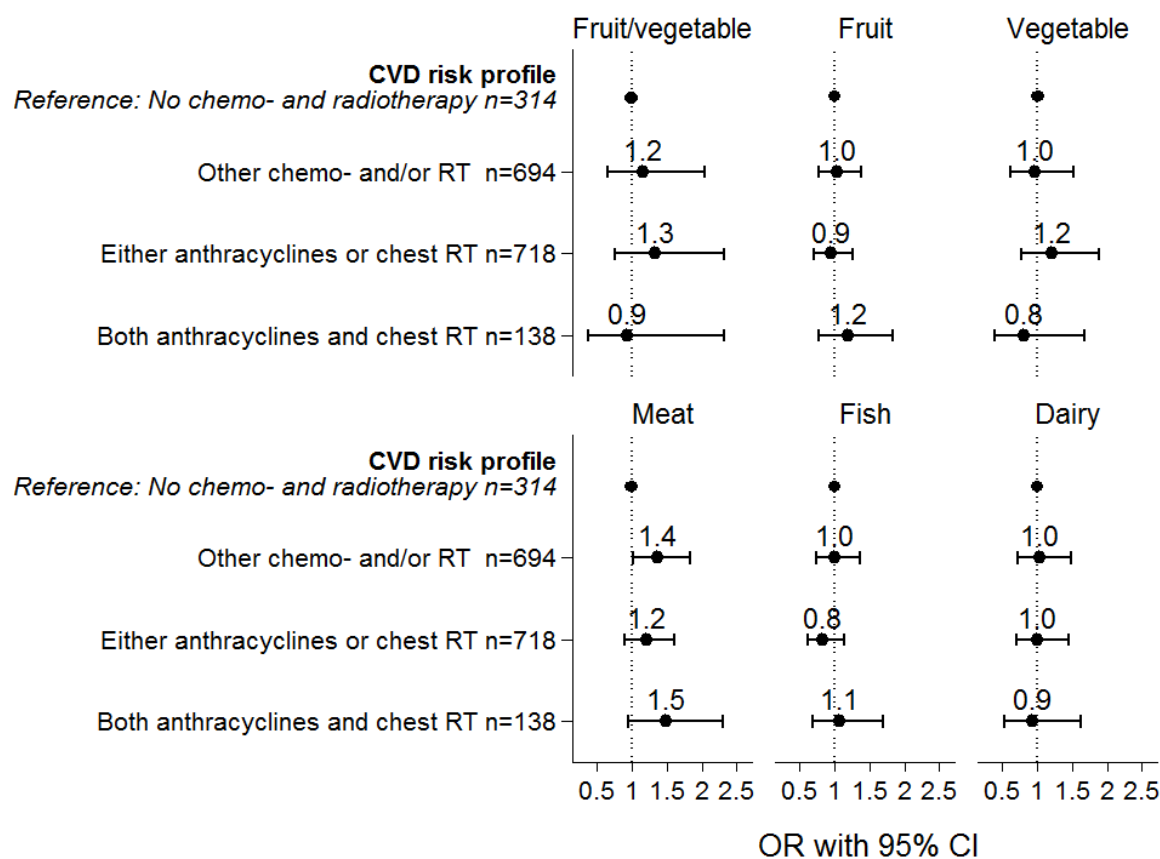 Fruit/vegetable Fruit Vegetable
CVD risk profile
Reference: No chemo- and radiotherapy n=314
Other chemo- and/or RT n=694 1.2 1.0 1.0
Either anthracyclines or chest RT n=718 1.3 0.9 1.2
Both anthracyclines and chest RT n=138 0.9 1.2 0.8
Meat Fish Dairy
CVD risk profile
Reference: No chemo- and radiotherapy n=314
Other chemo- and/or RT n=694 1.4 1.0 1.0
Either anthracyclines or chest RT n=718 1.2 0.8 1.0
Both anthracyclines and chest RT n=138 1.5 1.1 0.9
0.5 1 1.5 2 2.5 0.5 1 1.5 2 2.5 0.5 1 1.5 2 2.5
OR with 95% CI